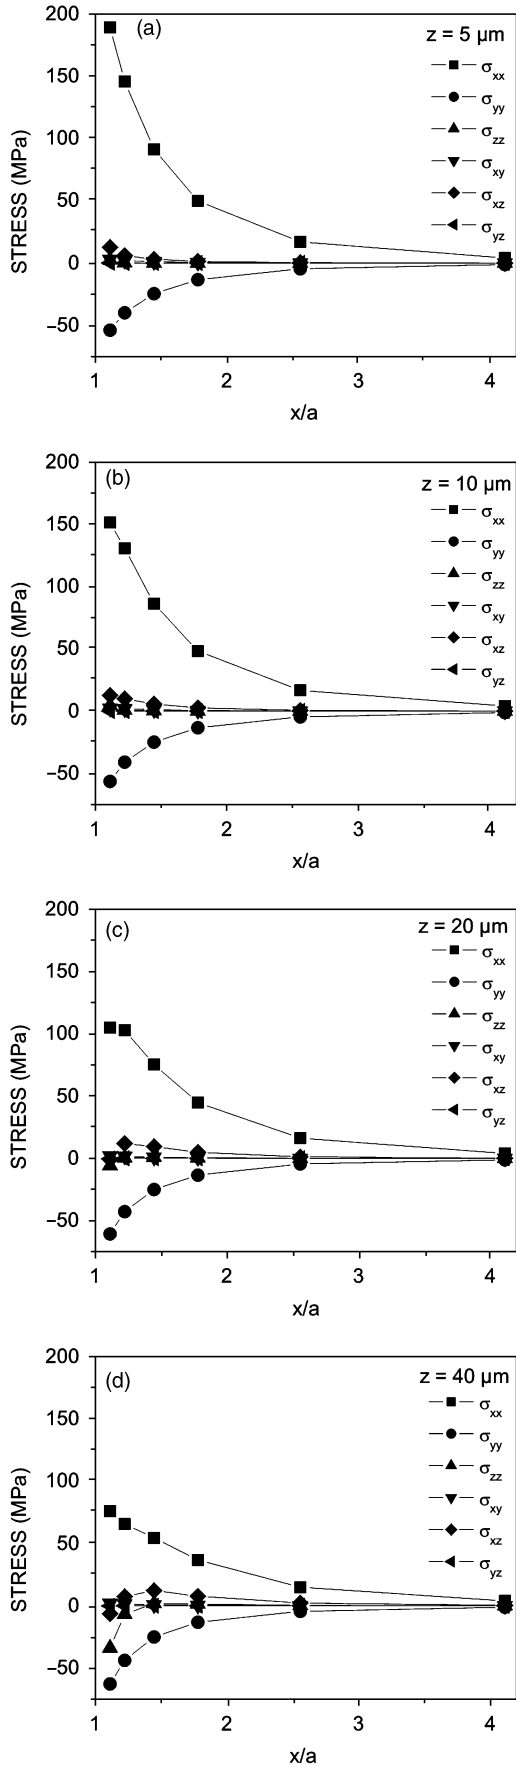 (a)
z = 5 μm
σxx
σyy
σzz
σxy
σxz
σyz
200
150
100
50
0
−50
STRESS (MPa)
1 2 3 4
x/a
(b)
z = 10 μm
σxx
σyy
σzz
σxy
σxz
σyz
200
150
100
50
0
−50
STRESS (MPa)
1 2 3 4
x/a
(c)
z = 20 μm
σxx
σyy
σzz
σxy
σxz
σyz
200
150
100
50
0
−50
STRESS (MPa)
1 2 3 4
x/a
(d)
z = 40 μm
σxx
σyy
σzz
σxy
σxz
σyz
200
150
100
50
0
−50
STRESS (MPa)
1 2 3 4
x/a